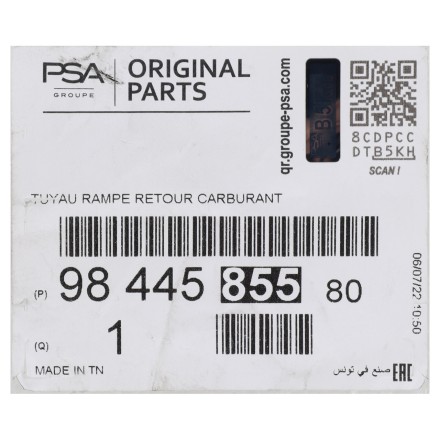 PSA
GROUPE
ORIGINAL
PARTS
qr.groupe-psa.com
8CDPCC
DTB5KH
SCAN!
TUYAU RAMPE RETOUR CARBURANT
(P) 98 445 855 80
06/07/22 10:50
(Q) 1
MADE IN TN
صنع في تونس
EAC